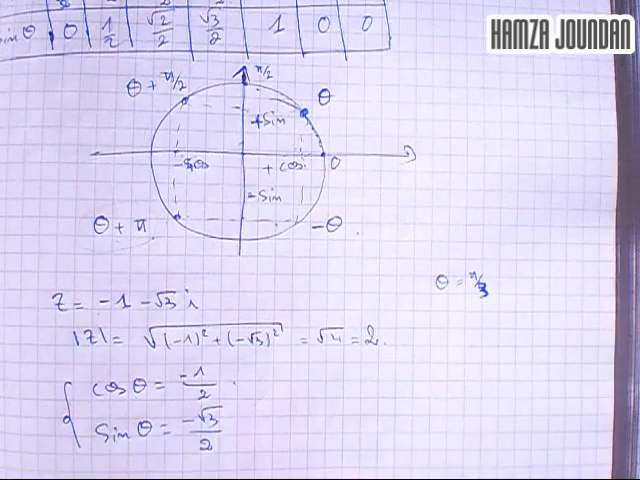 HAMZA JOUNDAN
sin θ 0 1/2 √2/2 √3/2 1 0 0
π/2
θ + π/2
θ
+sin
-cos
+ cos
0
-sin
θ + π
-θ
θ = π/3
Z = -1 - √3 i
|Z| = √((-1)² + (-√3)²) = √4 = 2.
{ cos θ = -1/2
sin θ = -√3/2